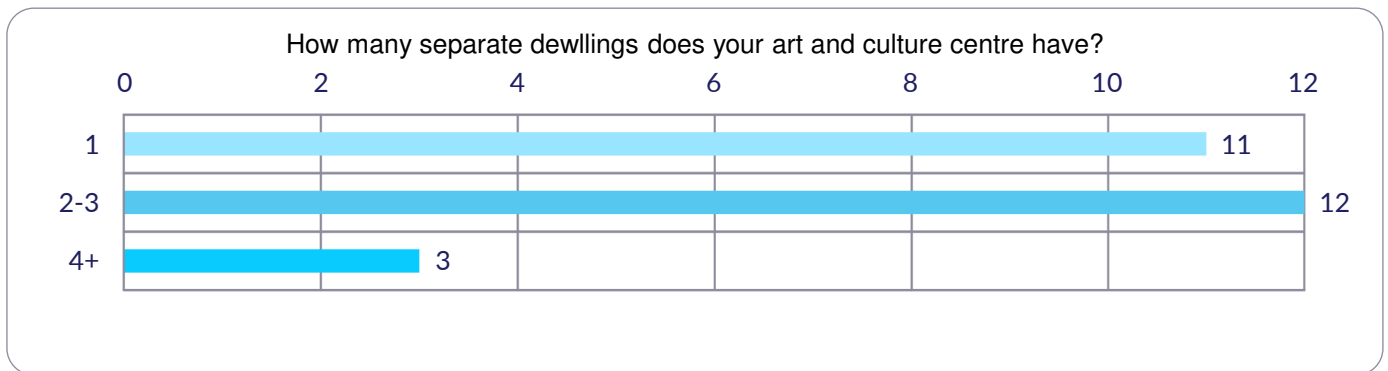 How many separate dewllings does your art and culture centre have?
0 2 4 6 8 10 12
1 11
2-3 12
4+ 3